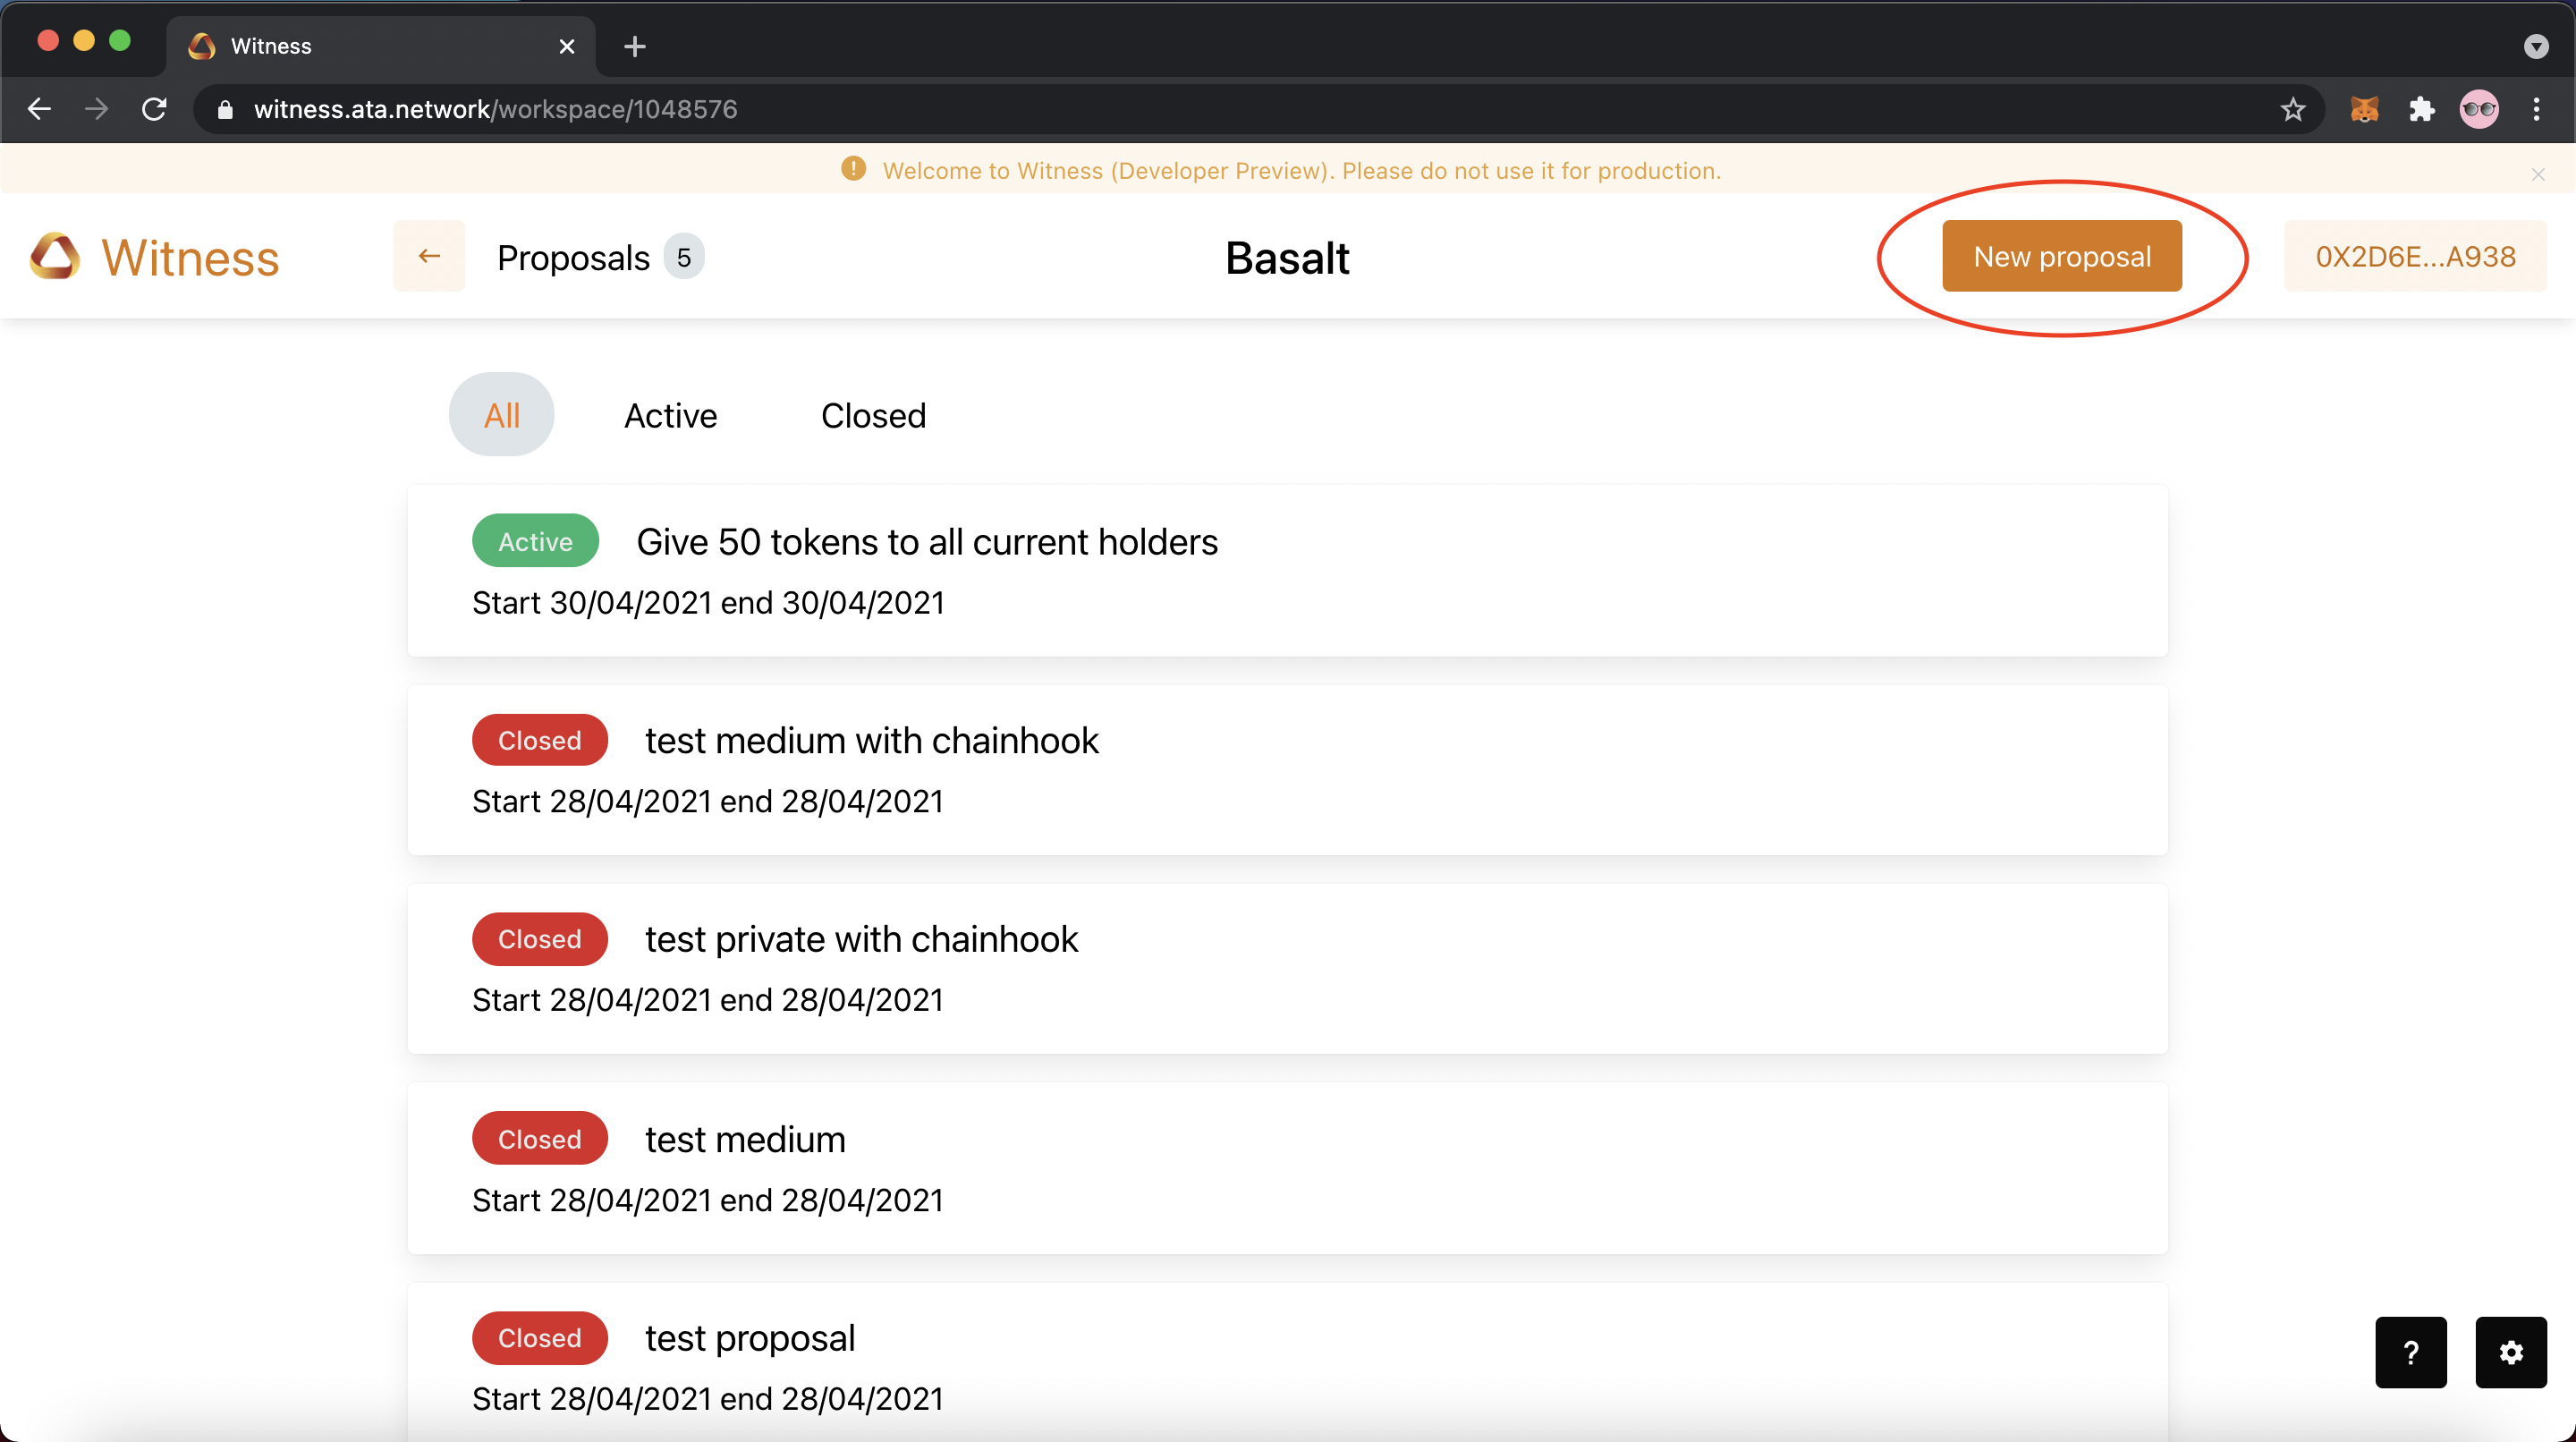 Witness
witness.ata.network/workspace/1048576
Welcome to Witness (Developer Preview). Please do not use it for production.
Witness
Proposals 5
Basalt
New proposal
0X2D6E...A938
All Active Closed
Active Give 50 tokens to all current holders
Start 30/04/2021 end 30/04/2021
Closed test medium with chainhook
Start 28/04/2021 end 28/04/2021
Closed test private with chainhook
Start 28/04/2021 end 28/04/2021
Closed test medium
Start 28/04/2021 end 28/04/2021
Closed test proposal
Start 28/04/2021 end 28/04/2021
?